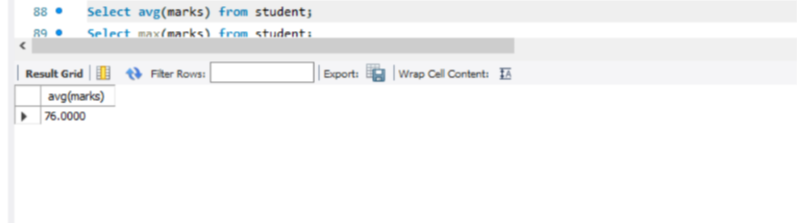 88 Select avg(marks) from student;
89 Select max(marks) from student;
Result Grid Filter Rows: Export: Wrap Cell Content: IA
avg(marks)
76.0000